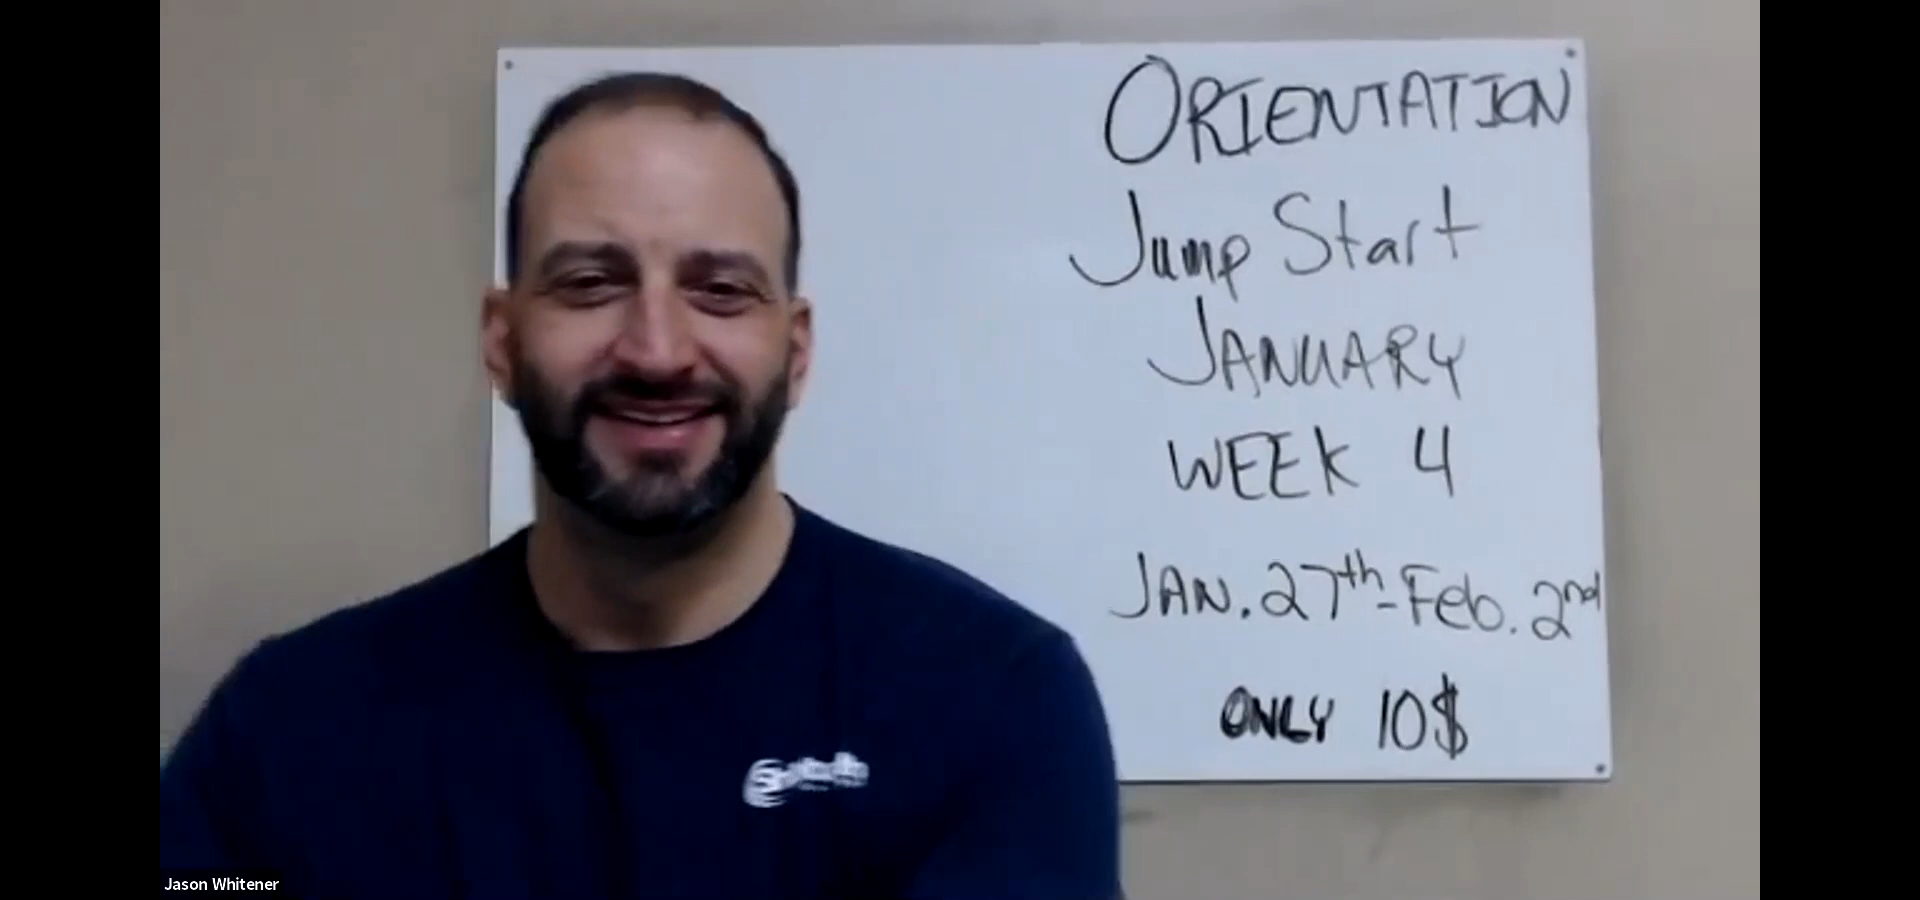 ORIENTATION
Jump Start
JANUARY
WEEK 4
JAN. 27th-Feb. 2nd
ONLY 10$
Jason Whitener